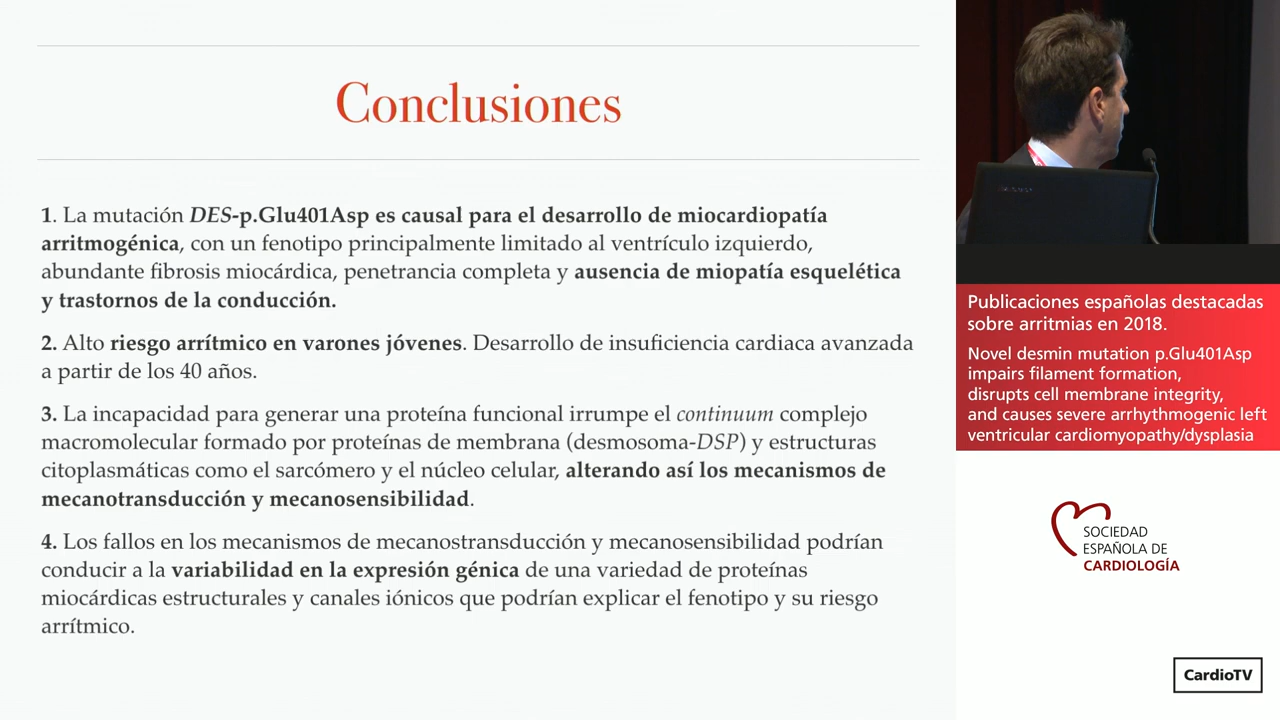 Conclusiones
1. La mutación DES-p.Glu401Asp es causal para el desarrollo de miocardiopatía
arritmogénica, con un fenotipo principalmente limitado al ventrículo izquierdo,
abundante fibrosis miocárdica, penetrancia completa y ausencia de miopatía esquelética
y trastornos de la conducción.
2. Alto riesgo arrítmico en varones jóvenes. Desarrollo de insuficiencia cardiaca avanzada
a partir de los 40 años.
3. La incapacidad para generar una proteína funcional irrumpe el continuum complejo
macromolecular formado por proteínas de membrana (desmosoma-DSP) y estructuras
citoplasmáticas como el sarcómero y el núcleo celular, alterando así los mecanismos de
mecanotransducción y mecanosensibilidad.
4. Los fallos en los mecanismos de mecanostransducción y mecanosensibilidad podrían
conducir a la variabilidad en la expresión génica de una variedad de proteínas
miocárdicas estructurales y canales iónicos que podrían explicar el fenotipo y su riesgo
arrítmico.
Publicaciones españolas destacadas
sobre arritmias en 2018.
Novel desmin mutation p.Glu401Asp
impairs filament formation,
disrupts cell membrane integrity,
and causes severe arrhythmogenic left
ventricular cardiomyopathy/dysplasia
SOCIEDAD
ESPAÑOLA DE
CARDIOLOGÍA
CardioTV